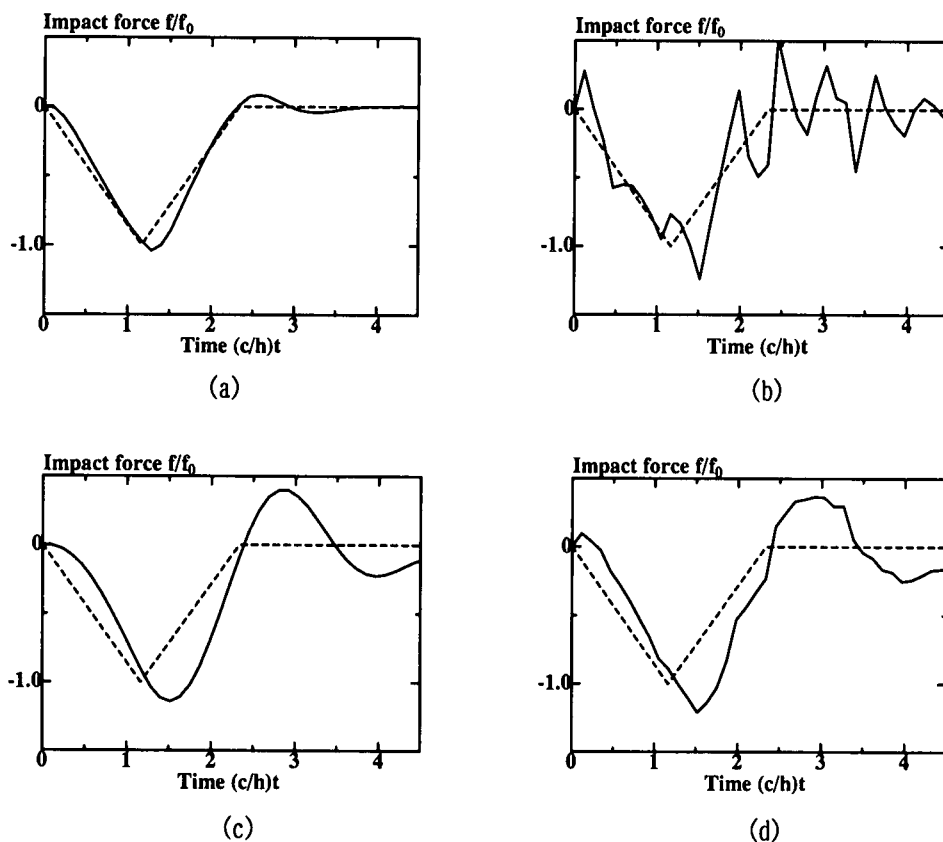 Impact force f/f₀
0
-1.0
0 1 2 3 4
Time (c/h)t
(a)
Impact force f/f₀
0
-1.0
0 1 2 3 4
Time (c/h)t
(b)
Impact force f/f₀
0
-1.0
0 1 2 3 4
Time (c/h)t
(c)
Impact force f/f₀
0
-1.0
0 1 2 3 4
Time (c/h)t
(d)